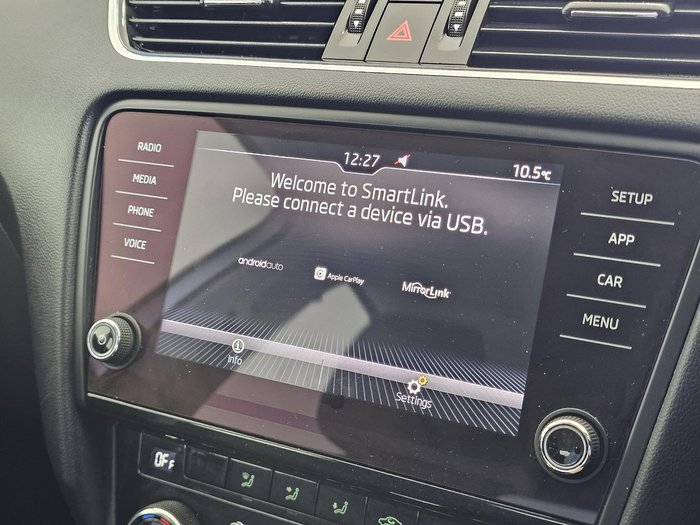 RADIO
MEDIA
PHONE
VOICE
12:27
10.5°C
Welcome to SmartLink.
Please connect a device via USB.
androidauto
Apple CarPlay
MirrorLink
Info
Settings
SETUP
APP
CAR
MENU
OFF